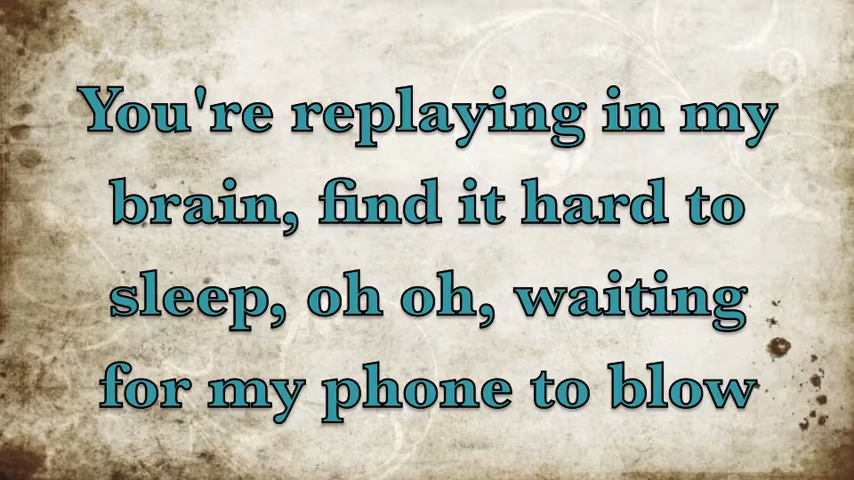 You're replaying in my
brain, find it hard to
sleep, oh oh, waiting
for my phone to blow